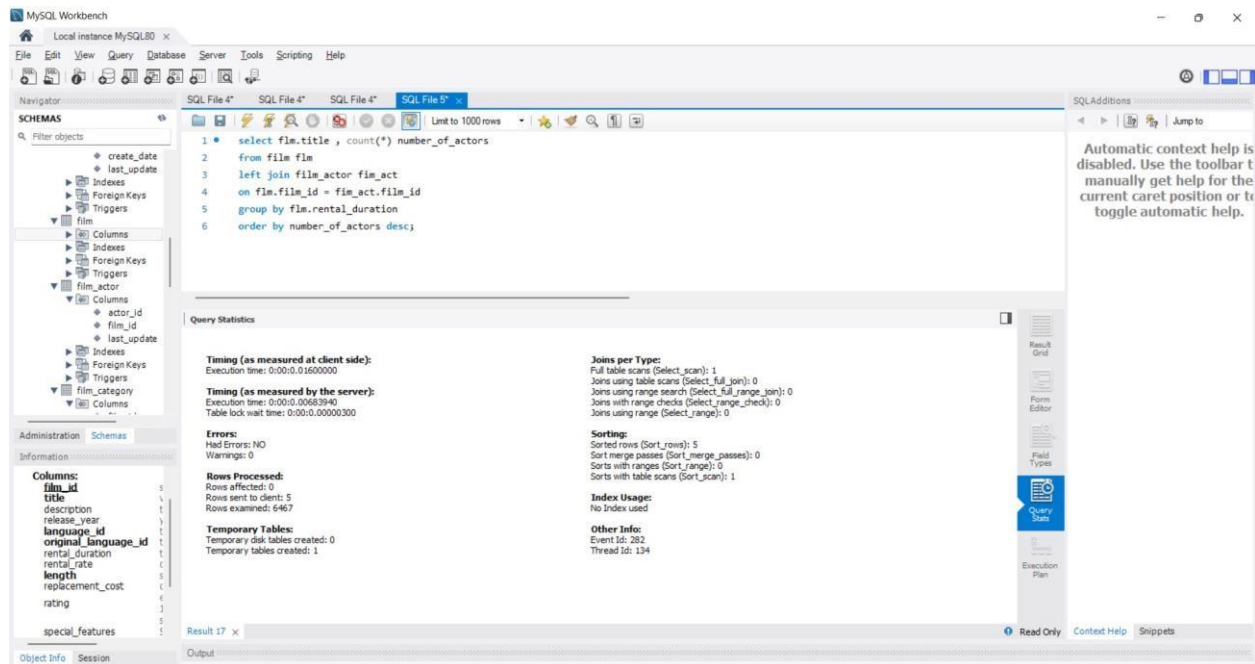 MySQL Workbench
Local instance MySQL80
File Edit View Query Database Server Tools Scripting Help
Navigator
SCHEMAS
Filter objects
create_date
last_update
Indexes
Foreign Keys
Triggers
film
Columns
Indexes
Foreign Keys
Triggers
film_actor
Columns
actor_id
film_id
last_update
Indexes
Foreign Keys
Triggers
film_category
Columns
Administration Schemas
Information
Columns:
film_id
title
description
release_year
language_id
original_language_id
rental_duration
rental_rate
length
replacement_cost
rating
special_features
Object Info Session
SQL File 4* SQL File 4* SQL File 4* SQL File 5*
Limit to 1000 rows
1 select flm.title , count(*) number_of_actors
2 from film flm
3 left join film_actor fim_act
4 on flm.film_id = fim_act.film_id
5 group by flm.rental_duration
6 order by number_of_actors desc;
Query Statistics
Timing (as measured at client side):
Execution time: 0:00:0.01600000
Timing (as measured by the server):
Execution time: 0:00:0.00683940
Table lock wait time: 0:00:0.00000300
Errors:
Had Errors: NO
Warnings: 0
Rows Processed:
Rows affected: 0
Rows sent to client: 5
Rows examined: 6467
Temporary Tables:
Temporary disk tables created: 0
Temporary tables created: 1
Joins per Type:
Full table scans (Select_scan): 1
Joins using table scans (Select_full_join): 0
Joins using range search (Select_full_range_join): 0
Joins with range checks (Select_range_check): 0
Joins using range (Select_range): 0
Sorting:
Sorted rows (Sort_rows): 5
Sort merge passes (Sort_merge_passes): 0
Sorts with ranges (Sort_range): 0
Sorts with table scans (Sort_scan): 1
Index Usage:
No Index used
Other Info:
Event Id: 282
Thread Id: 134
Result Grid
Form Editor
Field Types
Query Stats
Execution Plan
Result 17
Read Only
Output
SQLAdditions
Jump to
Automatic context help is
disabled. Use the toolbar t
manually get help for the
current caret position or to
toggle automatic help.
Context Help Snippets